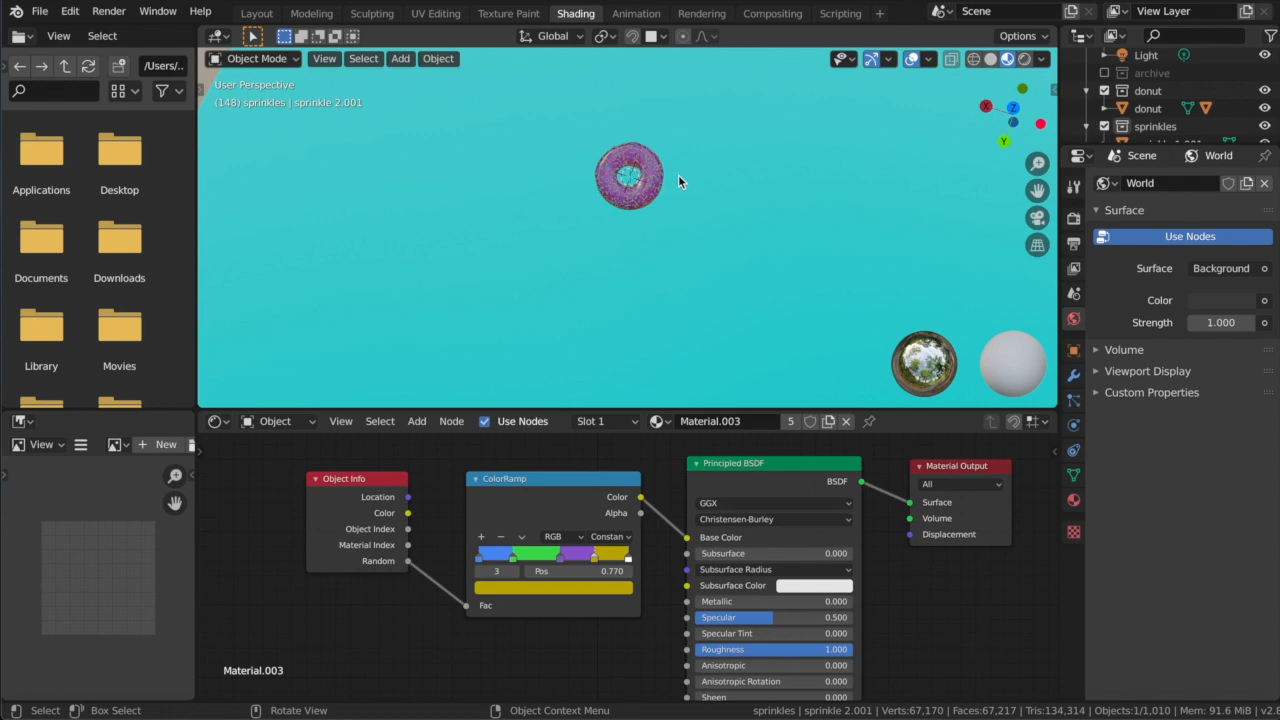 File Edit Render Window Help Layout Modeling Sculpting UV Editing Texture Paint Shading Animation Rendering Compositing Scripting + Scene View Layer
View Select Global Options
/Users/.. Object Mode View Select Add Object
User Perspective
(148) sprinkles | sprinkle 2.001
X
Z
Y
Applications Desktop
Documents Downloads
Library Movies
Light
archive
donut
donut
sprinkles
Scene World
World
Surface
Use Nodes
Surface Background
Color
Strength 1.000
Volume
Viewport Display
Custom Properties
View New
Object View Select Add Node Use Nodes Slot 1 Material.003 5
Object Info
Location
Color
Object Index
Material Index
Random
ColorRamp
Color
Alpha
+ − RGB Constan
3 Pos 0.770
Fac
Principled BSDF
BSDF
GGX
Christensen-Burley
Base Color
Subsurface 0.000
Subsurface Radius
Subsurface Color
Metallic 0.000
Specular 0.500
Specular Tint 0.000
Roughness 1.000
Anisotropic 0.000
Anisotropic Rotation 0.000
Sheen 0.000
Material Output
All
Surface
Volume
Displacement
Material.003
Select Box Select Rotate View Object Context Menu sprinkles | sprinkle 2.001 | Verts:67,170 | Faces:67,217 | Tris:134,314 | Objects:1/1,010 | Mem: 91.6 MiB | v2.8